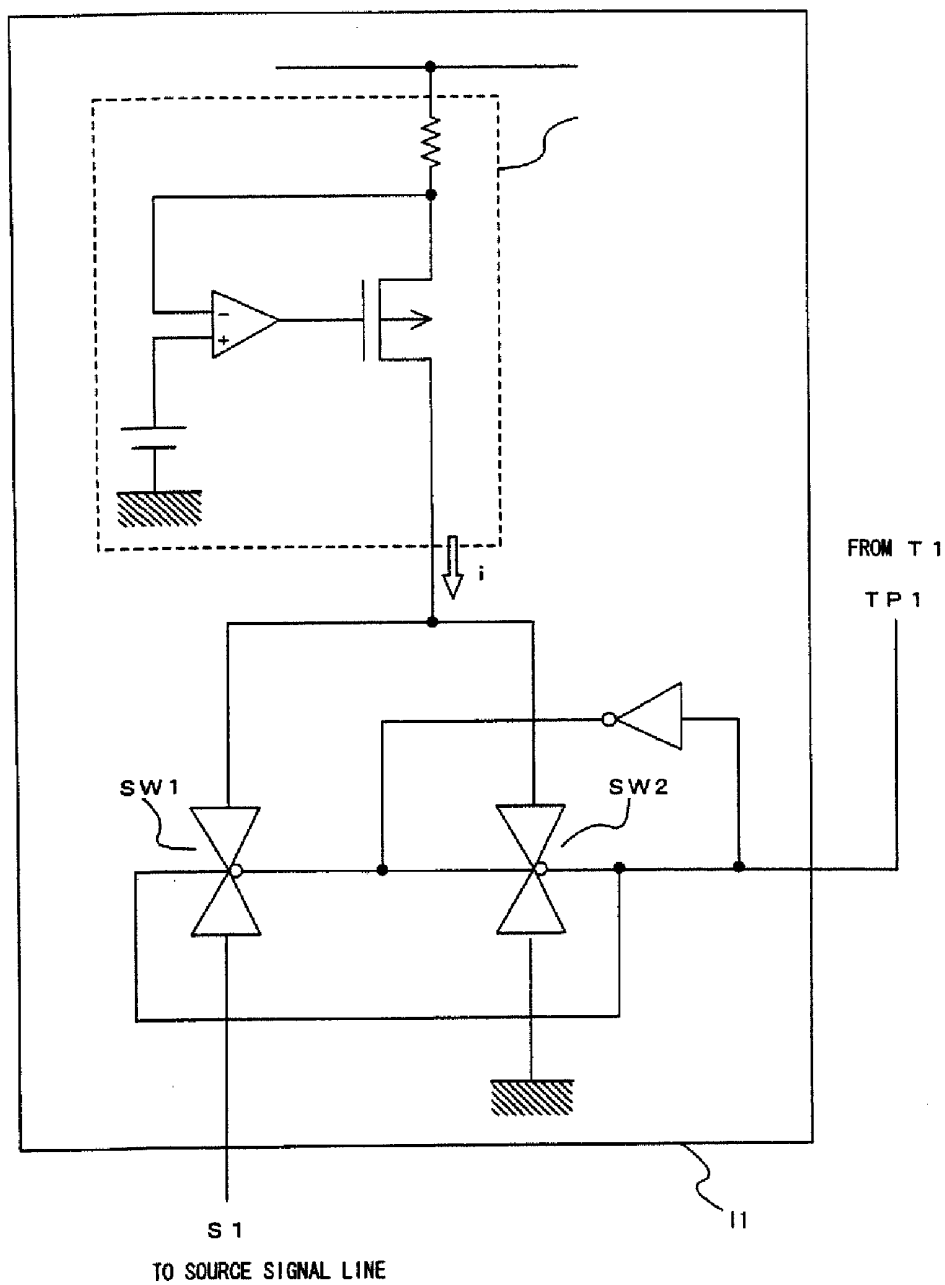 -
+
i
FROM T1
TP1
SW1
SW2
S1
TO SOURCE SIGNAL LINE
I1